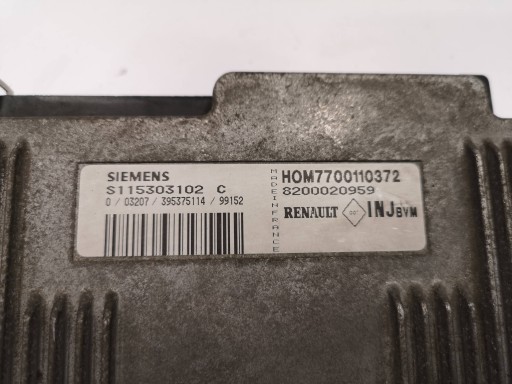 SIEMENS
S115303102 C
0 / 03207 / 395375114 / 99152
MADE IN FRANCE
HOM7700110372
8200020959
RENAULT INJ BVM